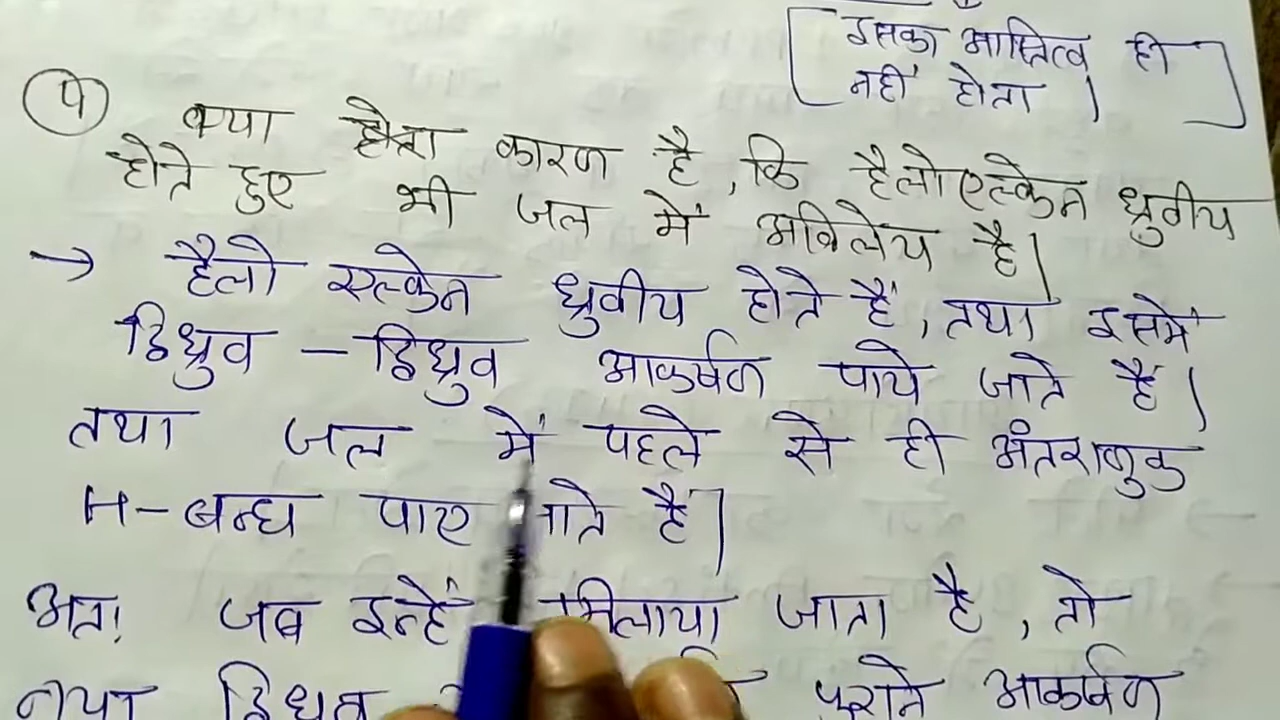 [ इसका अस्तित्व ही
नहीं होता। ]
④ क्या होता कारण है, कि हैलोएल्केन ध्रुवीय
होते हुए भी जल में अविलेय है।
→ हैलो एल्केन ध्रुवीय होते हैं, तथा इसमें
द्विध्रुव – द्विध्रुव आकर्षण पाये जाते हैं।
तथा जल में पहले से ही अंतराणुक
H-बन्ध पाए जाते हैं।
अतः जब इन्हें मिलाया जाता है, तो
नया द्विध्रुव पुराने आकर्षण